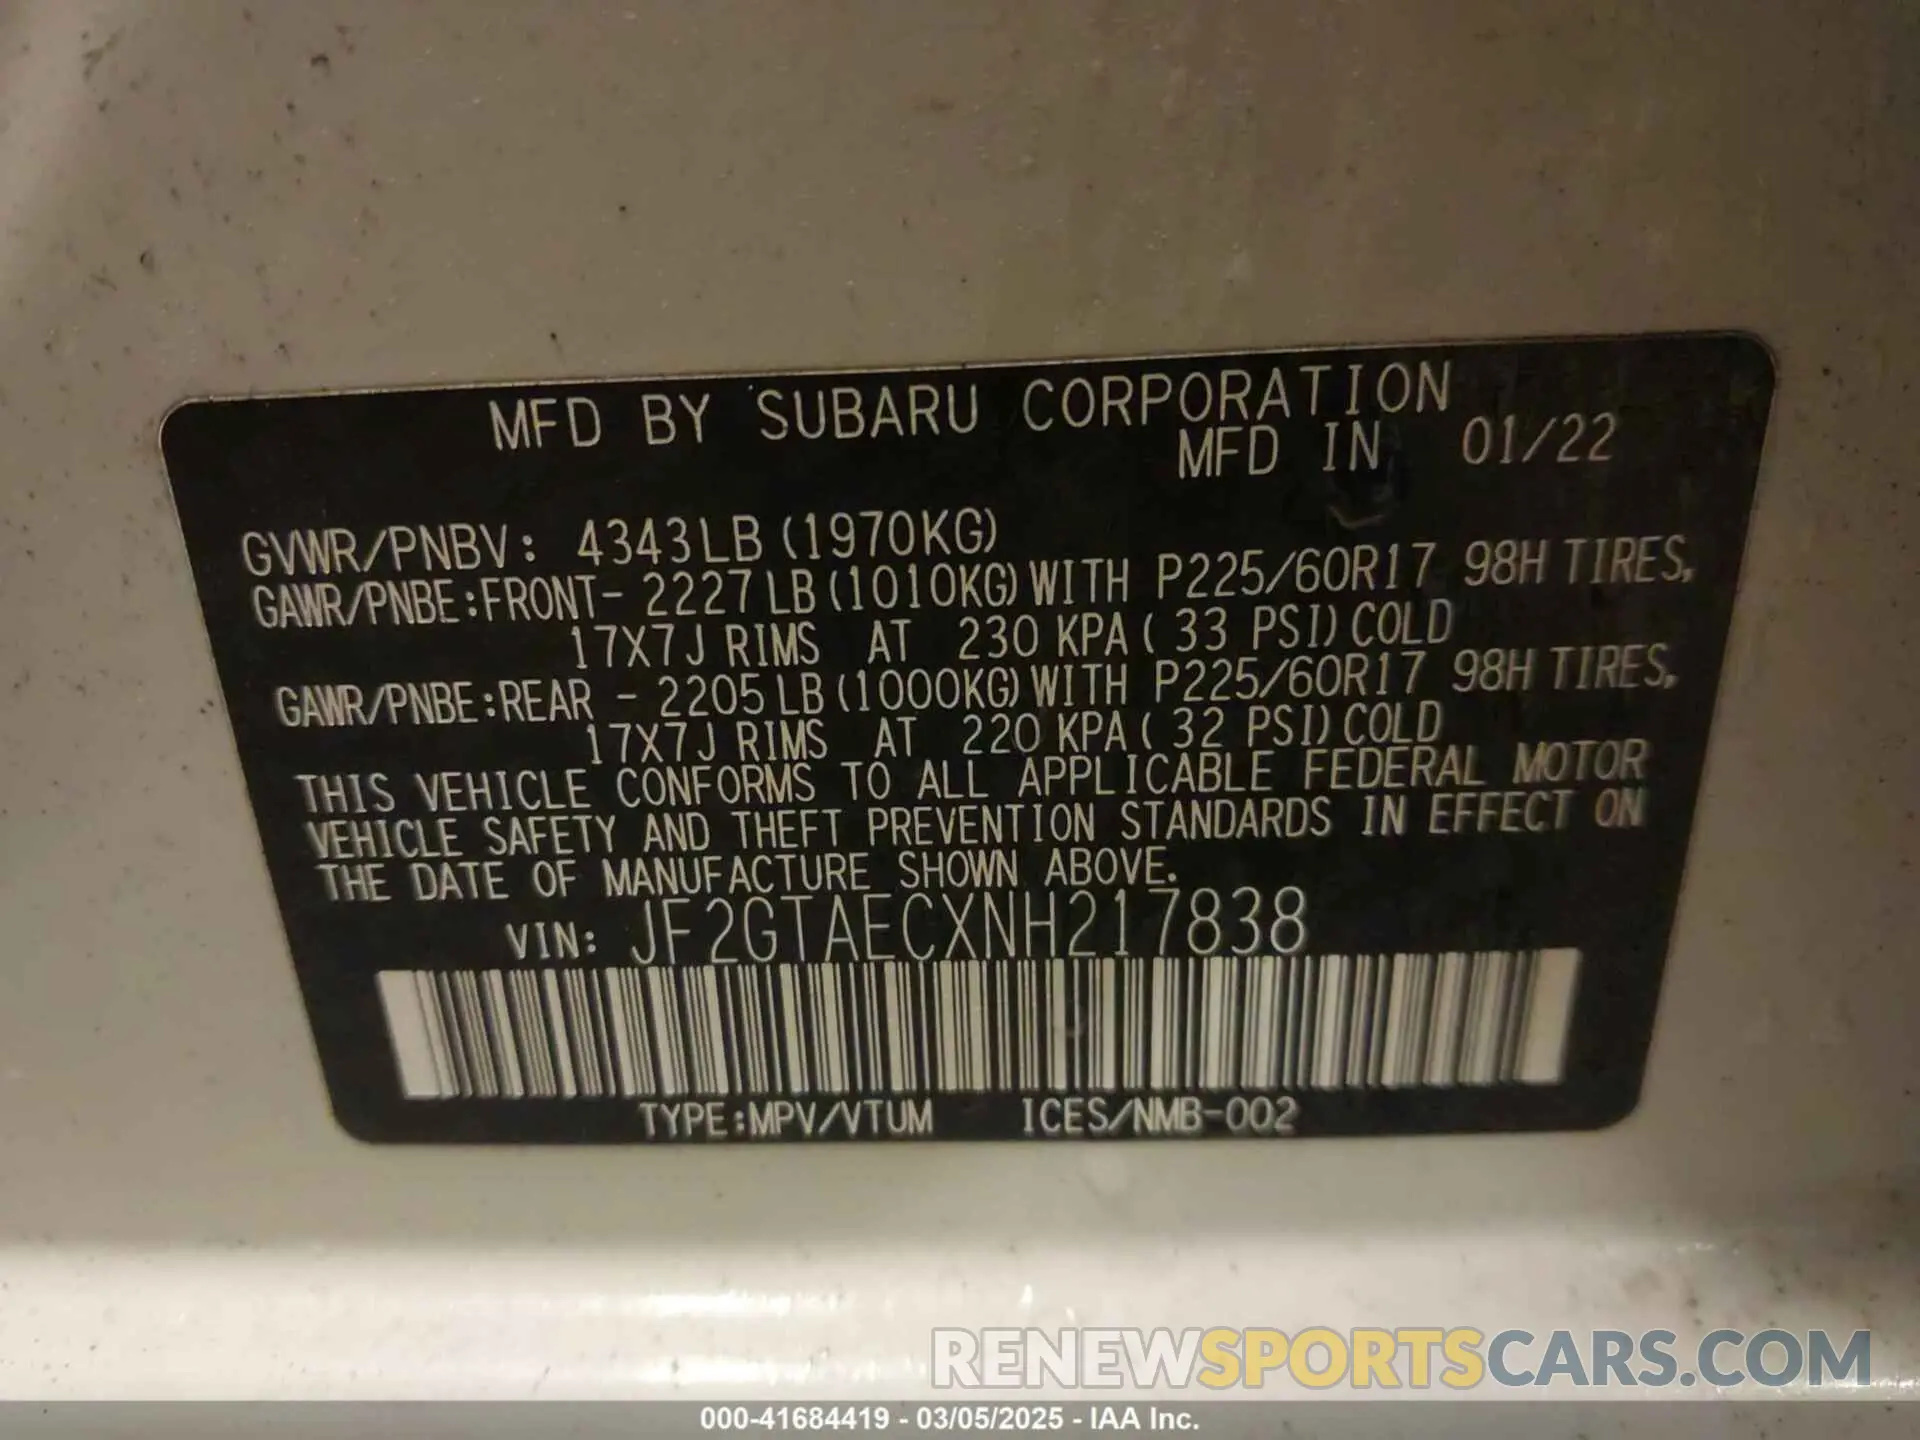 MFD BY SUBARU CORPORATION
MFD IN 01/22
GVWR/PNBV: 4343LB (1970KG)
GAWR/PNBE:FRONT- 2227 LB (1010KG) WITH P225/60R17 98H TIRES,
17X7J RIMS AT 230 KPA ( 33 PSI) COLD
GAWR/PNBE:REAR - 2205 LB (1000KG) WITH P225/60R17 98H TIRES,
17X7J RIMS AT 220 KPA ( 32 PSI) COLD
THIS VEHICLE CONFORMS TO ALL APPLICABLE FEDERAL MOTOR
VEHICLE SAFETY AND THEFT PREVENTION STANDARDS IN EFFECT ON
THE DATE OF MANUFACTURE SHOWN ABOVE.
VIN: JF2GTAECXNH217838
TYPE:MPV/VTUM ICES/NMB-002
RENEWSPORTSCARS.COM
000-41684419 - 03/05/2025 - IAA Inc.